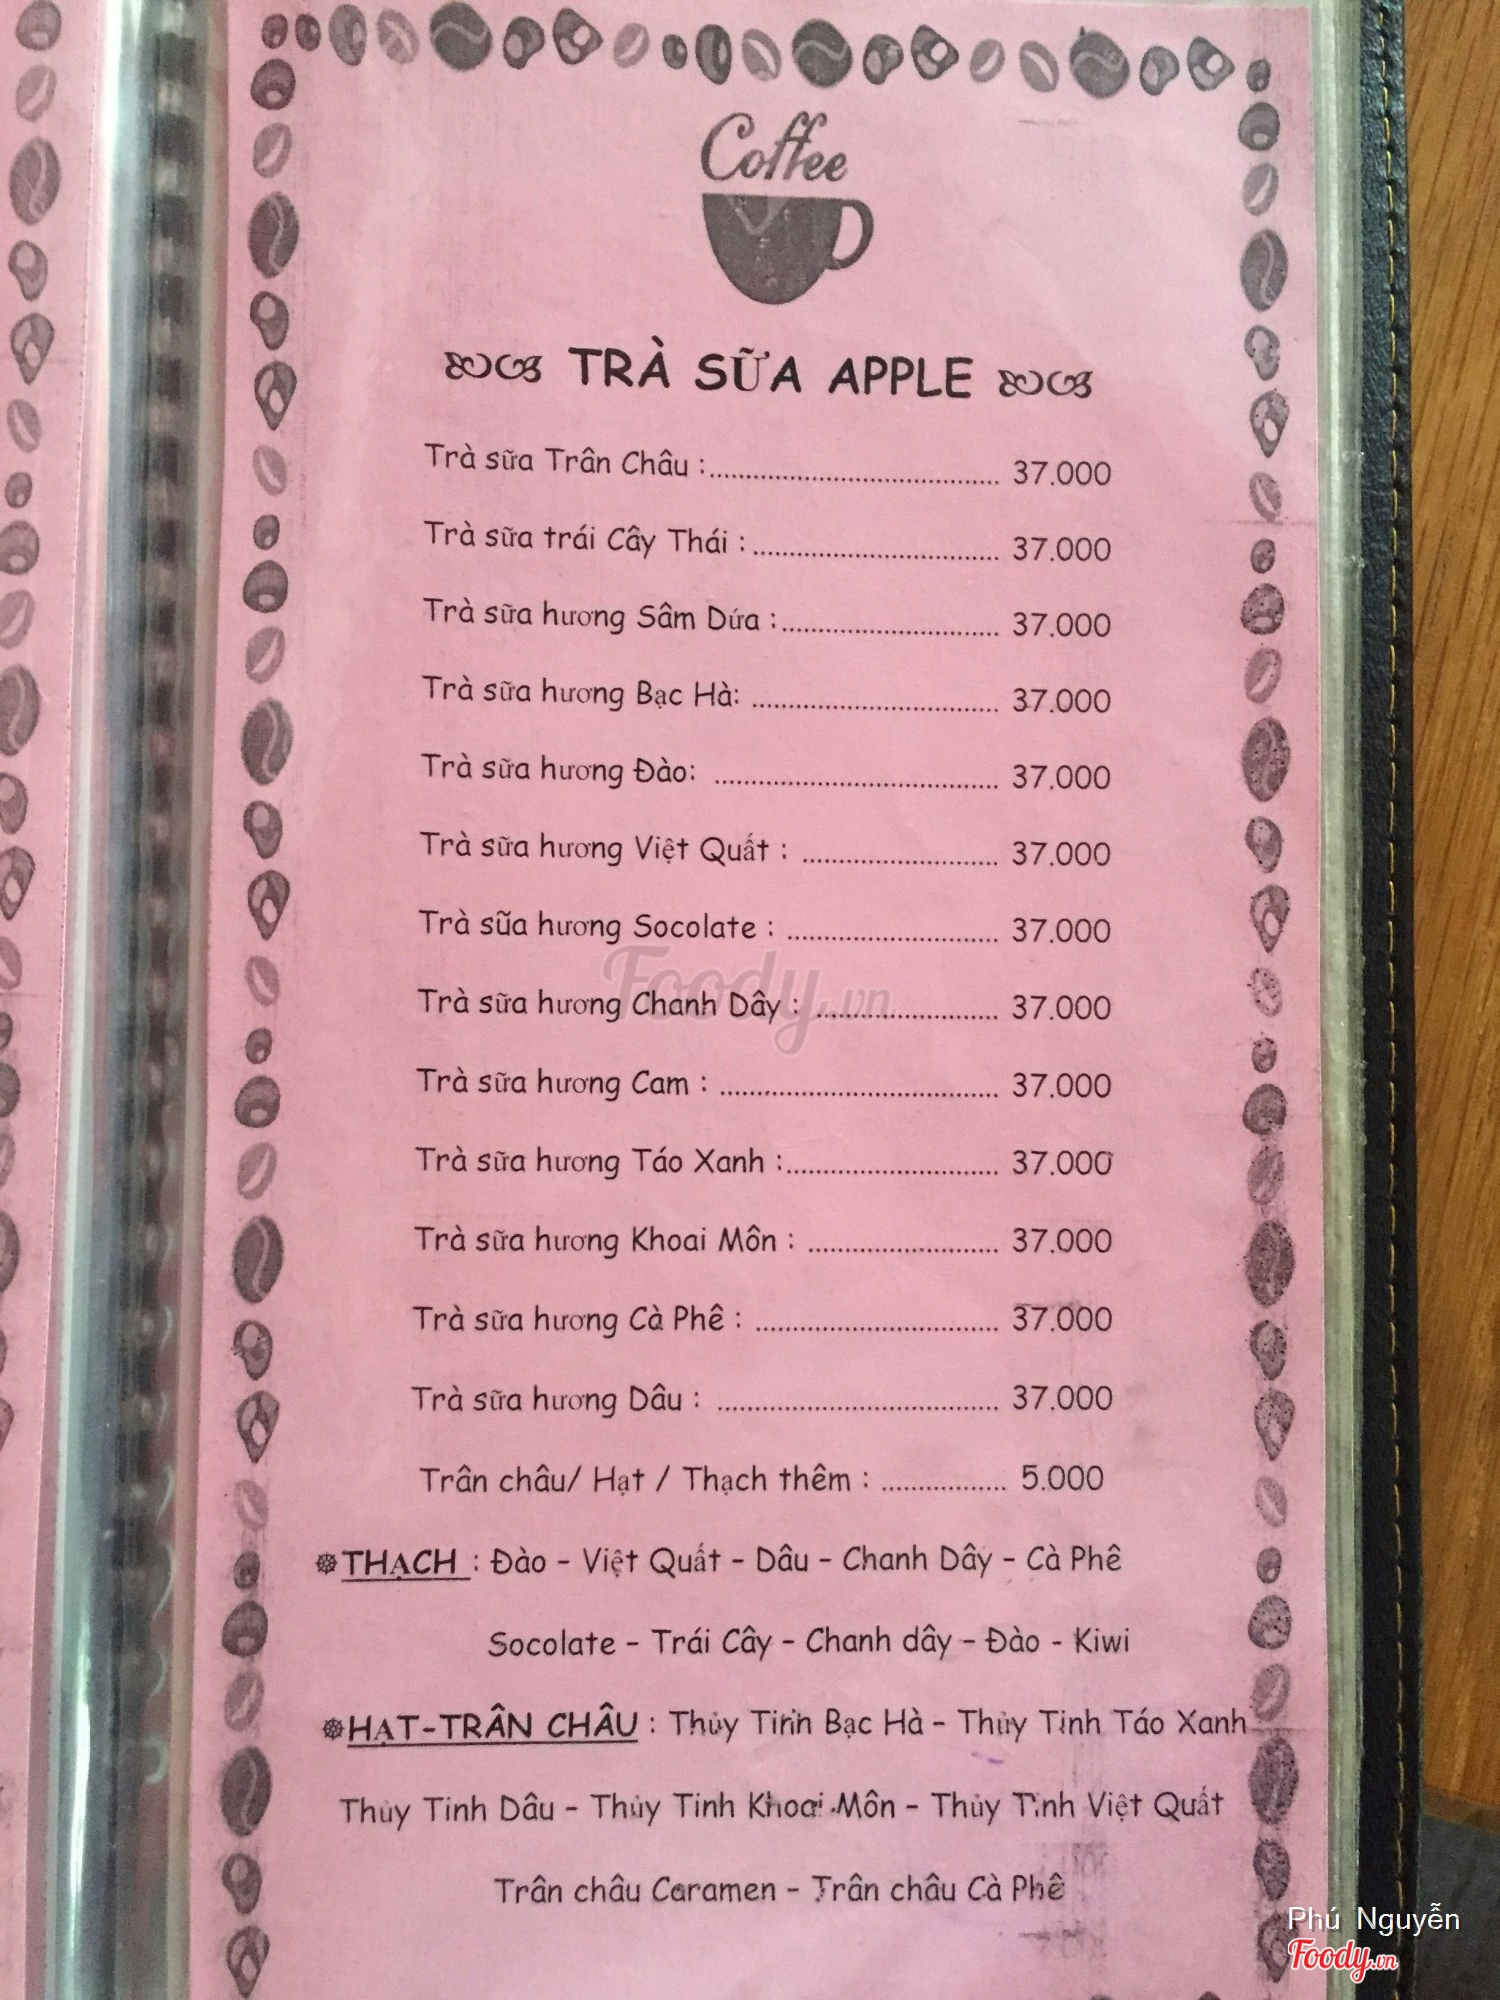 Coffee
TRÀ SỮA APPLE
Trà sữa Trân Châu :....................................... 37.000
Trà sữa trái Cây Thái :................................. 37.000
Trà sữa hương Sâm Dứa :............................. 37.000
Trà sữa hương Bạc Hà: ................................. 37.000
Trà sữa hương Đào: ...................................... 37.000
Trà sữa hương Việt Quất : .......................... 37.000
Trà sũa hương Socolate : ............................ 37.000
Trà sữa hương Chanh Dây : ........................ 37.000
Trà sữa hương Cam : ..................................... 37.000
Trà sữa hương Táo Xanh :............................ 37.000
Trà sữa hương Khoai Môn : ......................... 37.000
Trà sữa hương Cà Phê : ................................ 37.000
Trà sữa hương Dâu : ...................................... 37.000
Trân châu/ Hạt / Thạch thêm : ................. 5.000
THẠCH : Đào - Việt Quất - Dâu - Chanh Dây - Cà Phê
Socolate - Trái Cây - Chanh dây - Đào - Kiwi
HẠT-TRÂN CHÂU : Thủy Tinh Bạc Hà - Thủy Tinh Táo Xanh
Thủy Tinh Dâu - Thủy Tinh Khoai Môn - Thủy Tinh Việt Quất
Trân châu Caramen - Trân châu Cà Phê
Foody.vn
Phú Nguyễn
Foody.vn